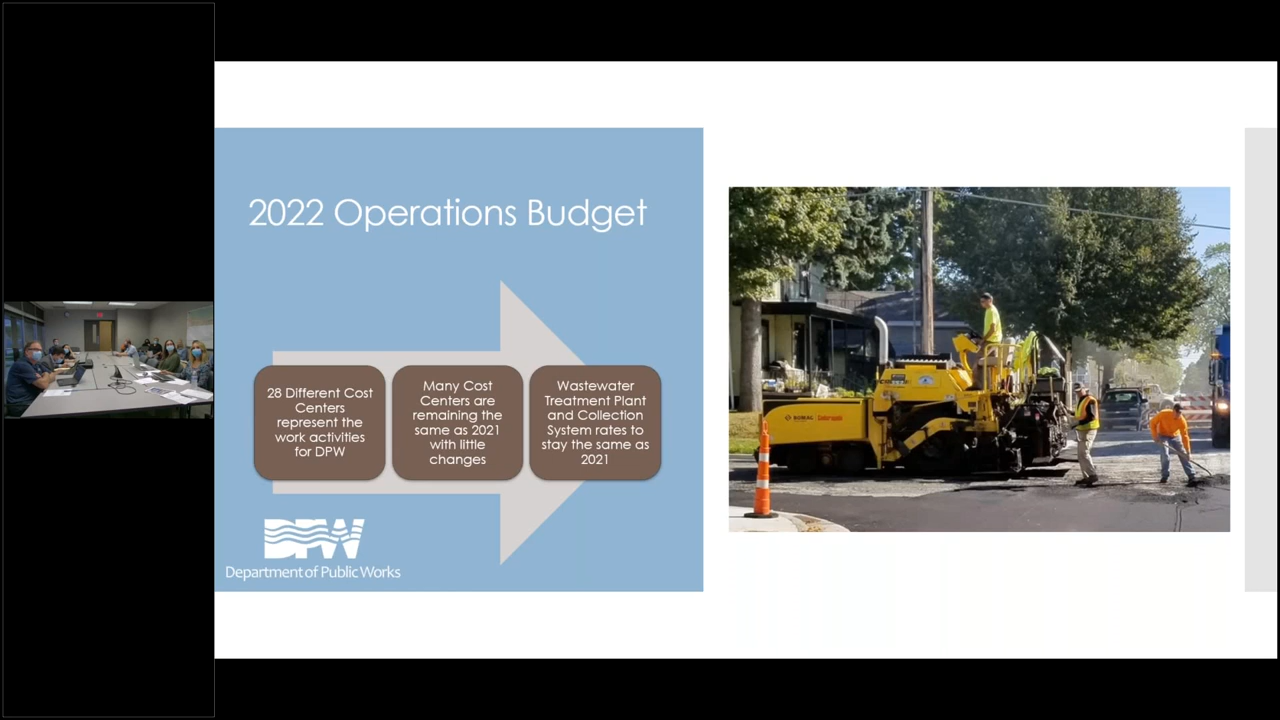 2022 Operations Budget
28 Different Cost
Centers
represent the
work activities
for DPW
Many Cost
Centers are
remaining the
same as 2021
with little
changes
Wastewater
Treatment Plant
and Collection
System rates to
stay the same as
2021
DPW
Department of Public Works